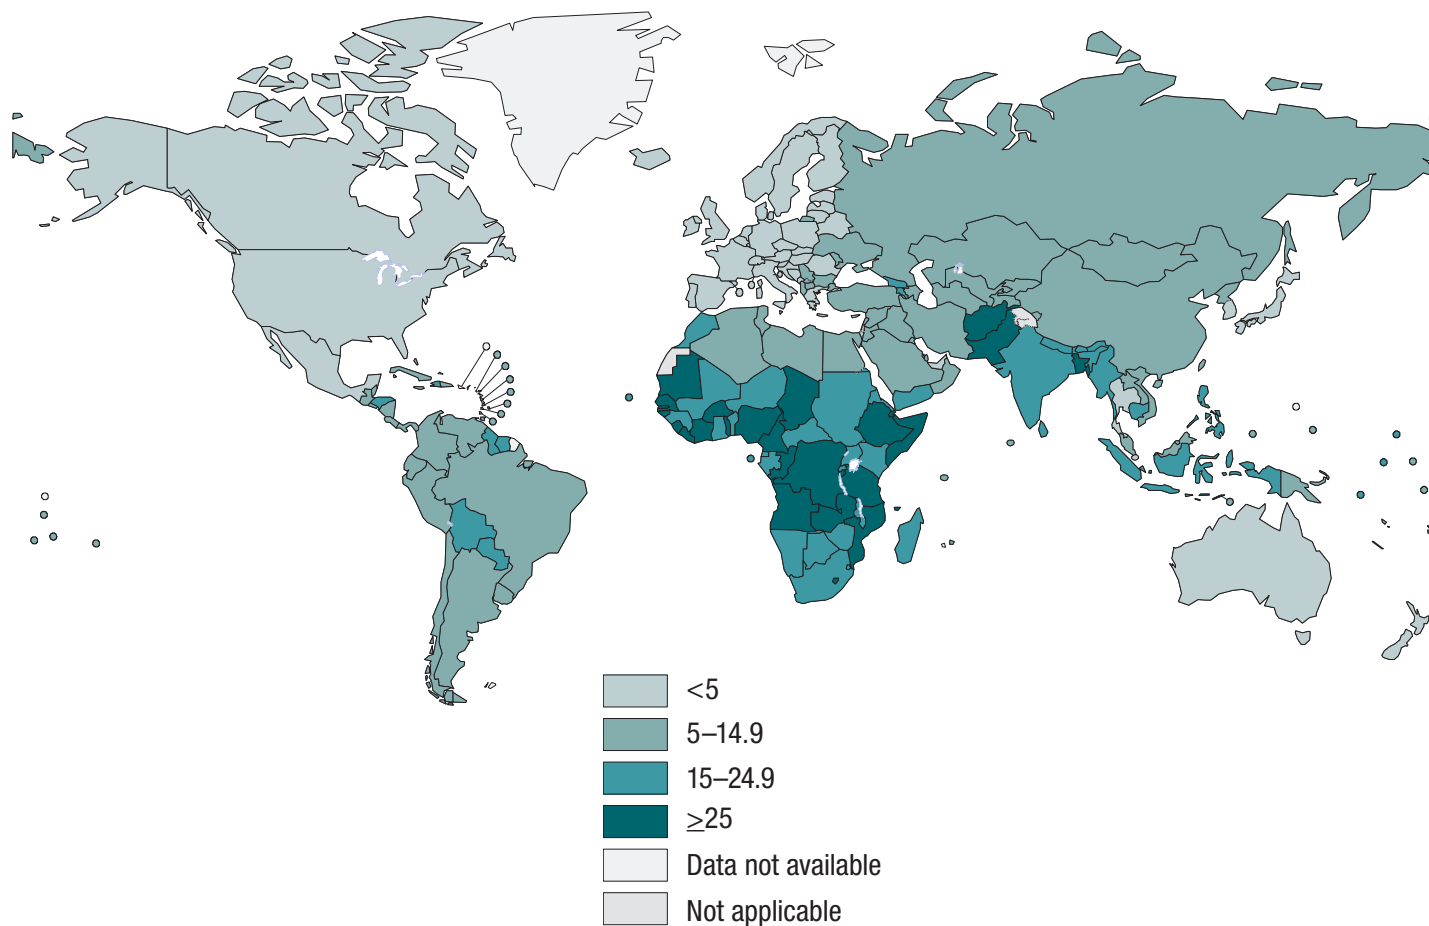 <5
5–14.9
15–24.9
≥25
Data not available
Not applicable